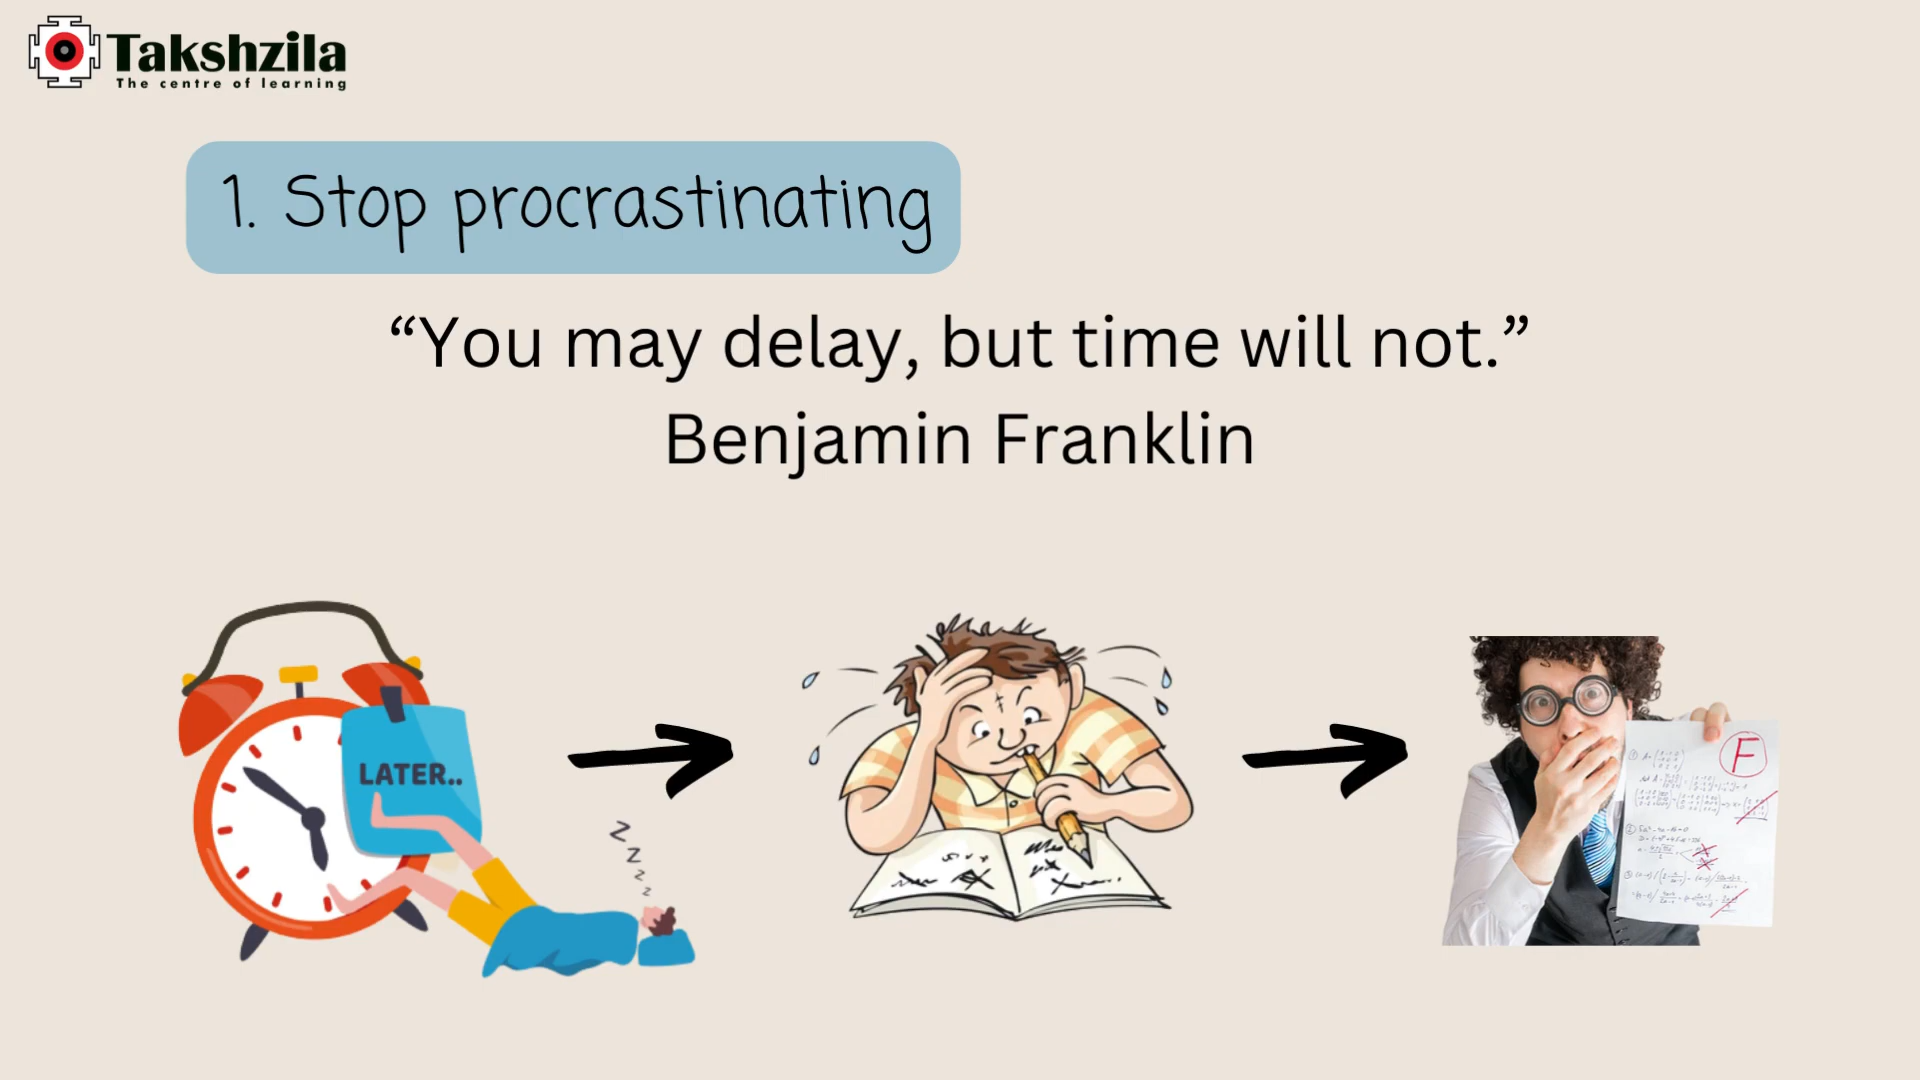 Takshzila
The centre of learning
1. Stop procrastinating
“You may delay, but time will not.”
Benjamin Franklin
LATER..
z
z
z
z
z
F